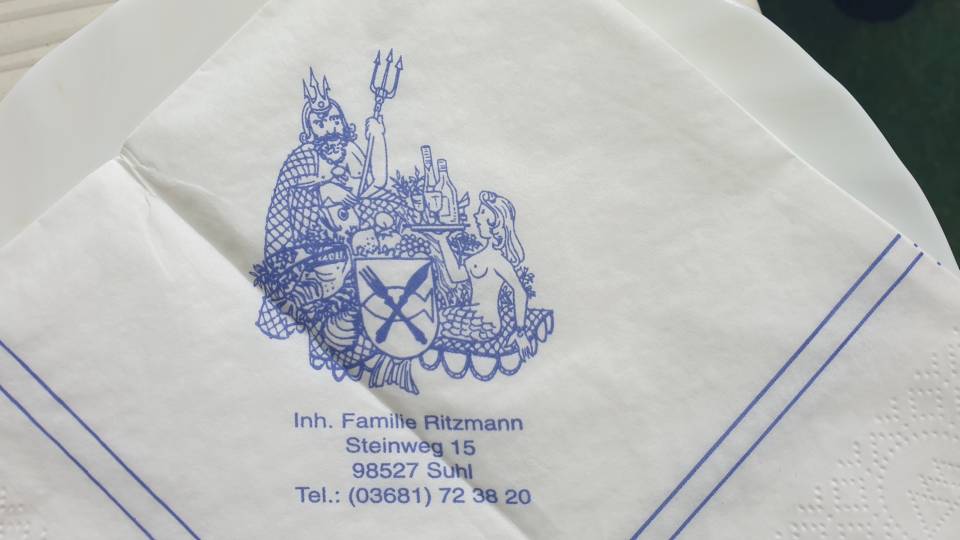 Inh. Familie Ritzmann
Steinweg 15
98527 Suhl
Tel.: (03681) 72 38 20